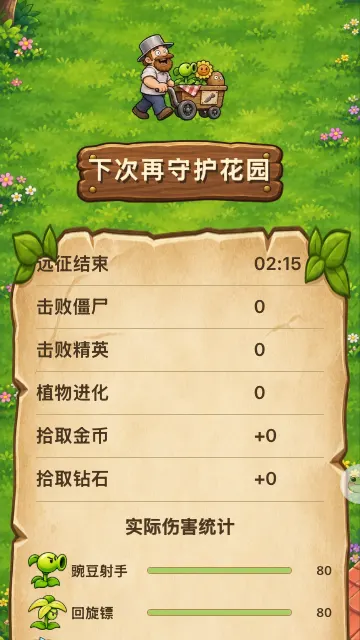 下次再守护花园
远征结束 02:15
击败僵尸 0
击败精英 0
植物进化 0
拾取金币 +0
拾取钻石 +0
实际伤害统计
豌豆射手 80
回旋镖 80